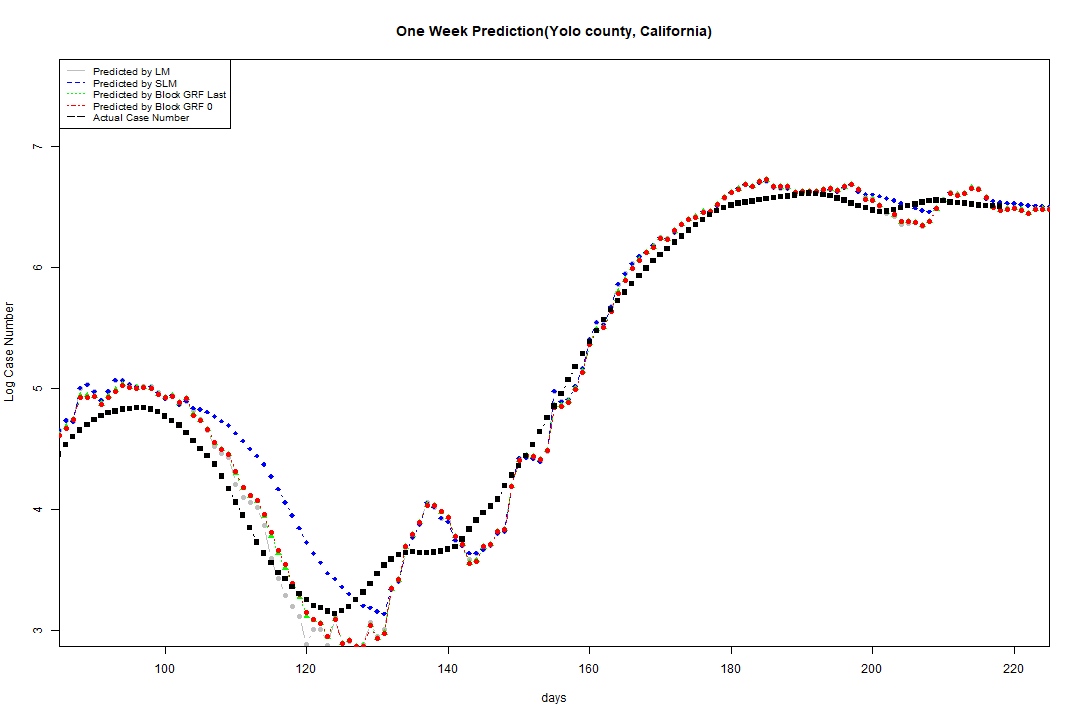 One Week Prediction(Yolo county, California)
Predicted by LM
Predicted by SLM
Predicted by Block GRF Last
Predicted by Block GRF 0
Actual Case Number
7
6
5
4
3
Log Case Number
100 120 140 160 180 200 220
days